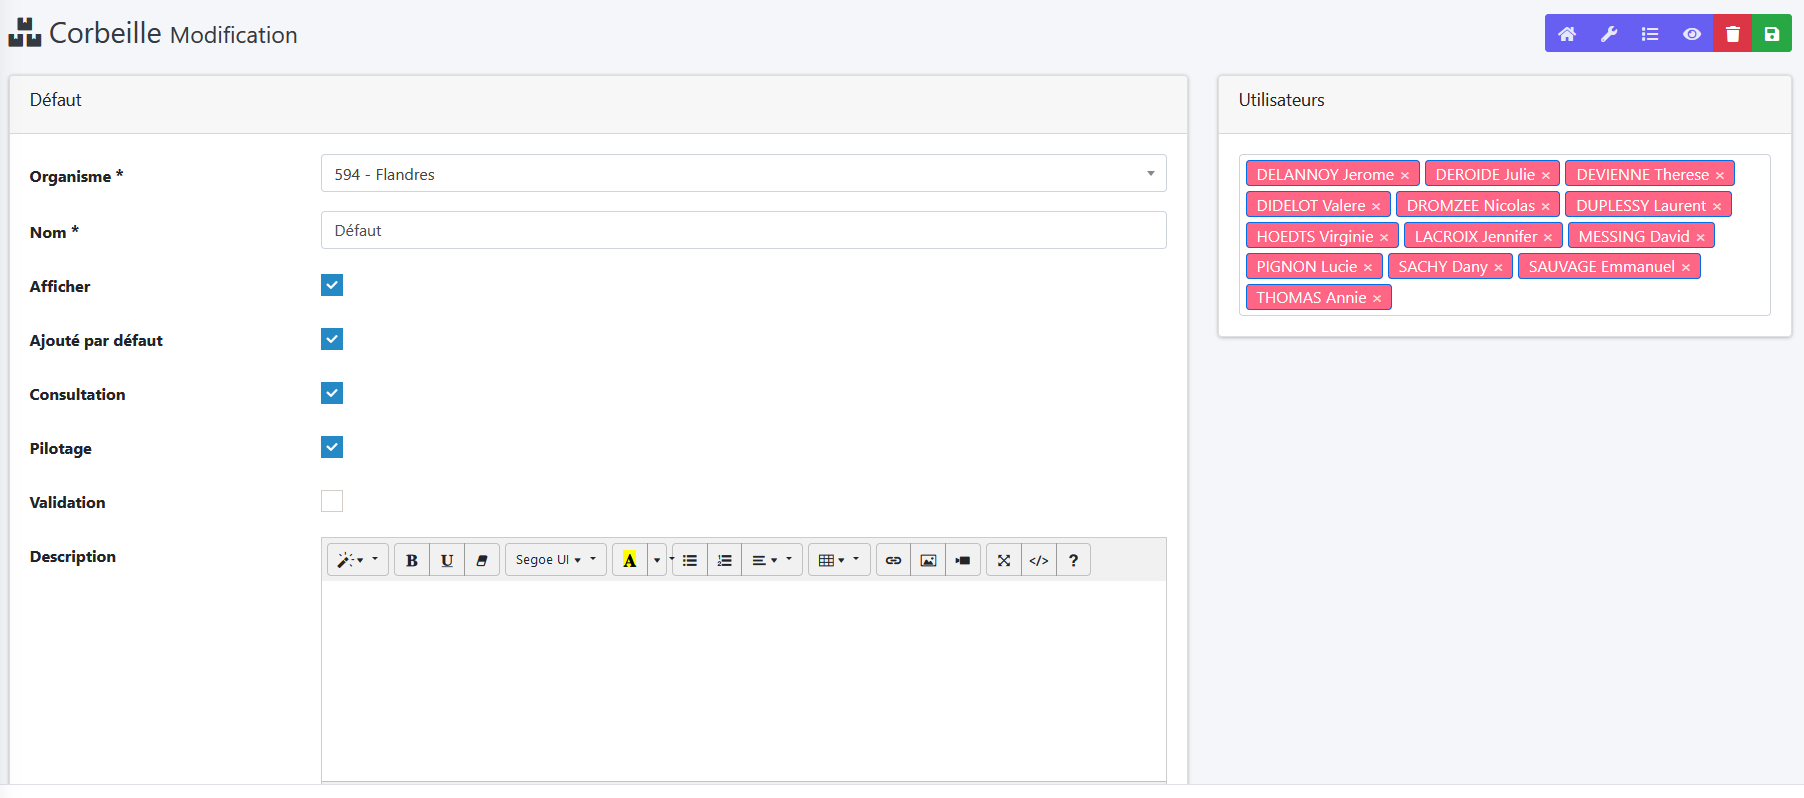 Corbeille Modification
Défaut
Organisme *
594 - Flandres
Nom *
Défaut
Afficher
Ajouté par défaut
Consultation
Pilotage
Validation
Description
B U Segoe UI A </> ?
Utilisateurs
DELANNOY Jerome × DEROIDE Julie × DEVIENNE Therese ×
DIDELOT Valere × DROMZEE Nicolas × DUPLESSY Laurent ×
HOEDTS Virginie × LACROIX Jennifer × MESSING David ×
PIGNON Lucie × SACHY Dany × SAUVAGE Emmanuel ×
THOMAS Annie ×